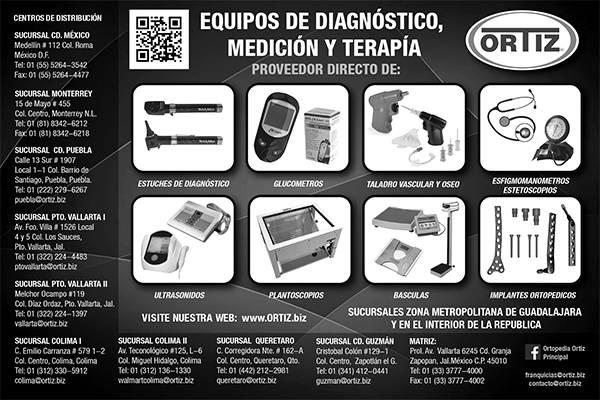 CENTROS DE DISTRIBUCIÓN
SUCURSAL CD. MÉXICO
Medellín # 112 Col. Roma
México D.F.
Tel: 01 (55) 5264-3542
Fax: 01 (55) 5264-4477
SUCURSAL MONTERREY
15 de Mayo # 455
Col. Centro, Monterrey N.L.
Tel: 01 (81) 8342-6212
Fax: 01 (81) 8342-6218
SUCURSAL CD. PUEBLA
Calle 13 Sur # 1907
Local 1-1 Col. Barrio de
Santiago, Puebla, Puebla.
Tel: 01 (222) 279-6267
puebla@ortiz.biz
SUCURSAL PTO. VALLARTA I
Av. Fco. Villa # 1526 Local
4 y 5 Col. Los Sauces,
Pto. Vallarta, Jal.
Tel: 01 (322) 224-4483
ptovallarta@ortiz.biz
SUCURSAL PTO. VALLARTA II
Melchor Ocampo #119
Col. Díaz Ordaz, Pto. Vallarta, Jal.
Tel: 01 (322) 224-1397
vallarta@ortiz.biz
EQUIPOS DE DIAGNÓSTICO,
MEDICIÓN Y TERAPÍA
PROVEEDOR DIRECTO DE:
ORTIZ
ESTUCHES DE DIAGNÓSTICO
GLUCOMETROS
TALADRO VASCULAR Y OSEO
ESFIGMOMANOMETROS
ESTETOSCOPIOS
ULTRASONIDOS
PLANTOSCOPIOS
BASCULAS
IMPLANTES ORTOPEDICOS
VISITE NUESTRA WEB: www.ORTIZ.biz
SUCURSALES ZONA METROPOLITANA DE GUADALAJARA
Y EN EL INTERIOR DE LA REPUBLICA
SUCURSAL COLIMA I
C. Emilio Carranza # 579 1-2
Col. Centro, Colima, Colima
Tel: 01 (312) 330-5912
colima@ortiz.biz
SUCURSAL COLIMA II
Av. Teconológico #125, L-6
Col. Miguel Hidalgo, Colima
Tel: 01 (312) 136-1330
walmartcolima@ortiz.biz
SUCURSAL QUERETARO
C. Corregidora Nte. # 162-A
Col. Centro, Queretaro, Qto.
Tel: 01 (442) 212-2981
queretaro@ortiz.biz
SUCURSAL CD. GUZMÁN
Cristobal Colón #129-1
Col. Centro, Zapotlán el G.
Tel: 01 (341) 412-0441
guzman@ortiz.biz
MATRIZ:
Prol. Av. Vallarta 6245 Cd. Granja
Zapopan, Jal.México C.P. 45010
Tel: 01 (33) 3777-4000
Fax: 01 (33) 3777-4002
Ortopedia Ortiz
Principal
franquicias@ortiz.biz
contacto@ortiz.biz